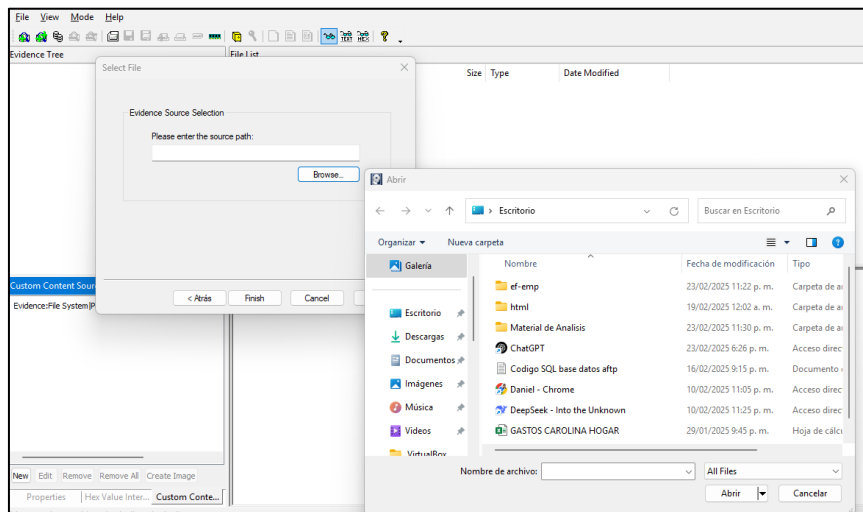 File View Mode Help
Evidence Tree
File List
Size Type Date Modified
Select File
Evidence Source Selection
Please enter the source path:
Browse...
< Atrás Finish Cancel
Custom Content Sour
Evidence:File System|P
New Edit Remove Remove All Create Image
Properties Hex Value Inter... Custom Conte...
Abrir
Escritorio
Buscar en Escritorio
Organizar Nueva carpeta
Galería
Escritorio
Descargas
Documentos
Imágenes
Música
Videos
VirtualBox
Nombre Fecha de modificación Tipo
ef-emp 23/02/2025 11:22 p. m. Carpeta de a
html 19/02/2025 12:02 a. m. Carpeta de a
Material de Analisis 23/02/2025 11:30 p. m. Carpeta de a
ChatGPT 23/02/2025 6:26 p. m. Acceso direc
Codigo SQL base datos aftp 16/02/2025 9:15 p. m. Documento
Daniel - Chrome 10/02/2025 11:05 p. m. Acceso direc
DeepSeek - Into the Unknown 10/02/2025 11:25 p. m. Acceso direc
GASTOS CAROLINA HOGAR 29/01/2025 9:45 p. m. Hoja de cálc
Nombre de archivo: All Files
Abrir Cancelar